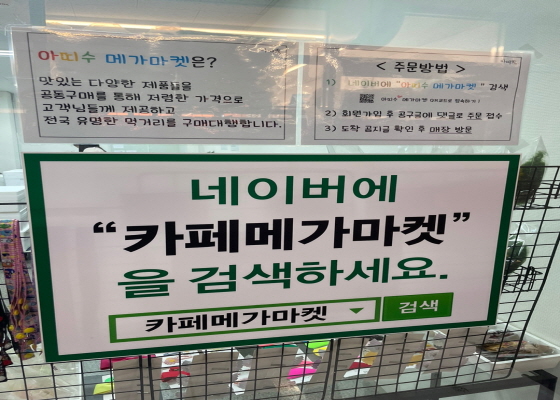 아띠수 메가마켓은?
맛있는 다양한 제품들을
공동구매를 통해 저렴한 가격으로
고객님들께 제공하고
전국 유명한 먹거리를 구매대행합니다.
< 주문방법 >
1) 네이버에 "아띠수 메가마켓" 검색
2) 회원가입 후 공구글에 댓글로 주문 접수
3) 도착 공지글 확인 후 매장 방문
네이버에
“카페메가마켓”
을 검색하세요.
카페메가마켓 검색